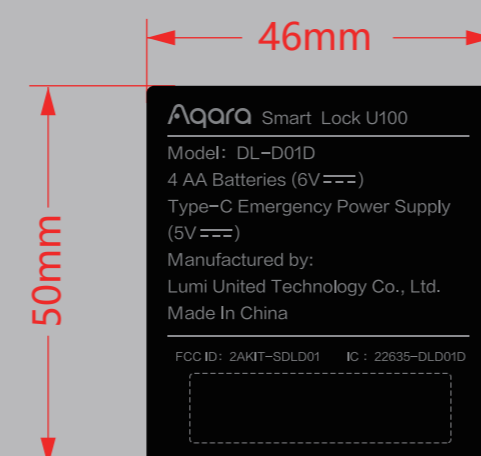 46mm
50mm
Aqara Smart Lock U100
Model: DL-D01D
4 AA Batteries (6V⎓)
Type-C Emergency Power Supply
(5V⎓)
Manufactured by:
Lumi United Technology Co., Ltd.
Made In China
FCC ID: 2AKIT-SDLD01 IC : 22635-DLD01D